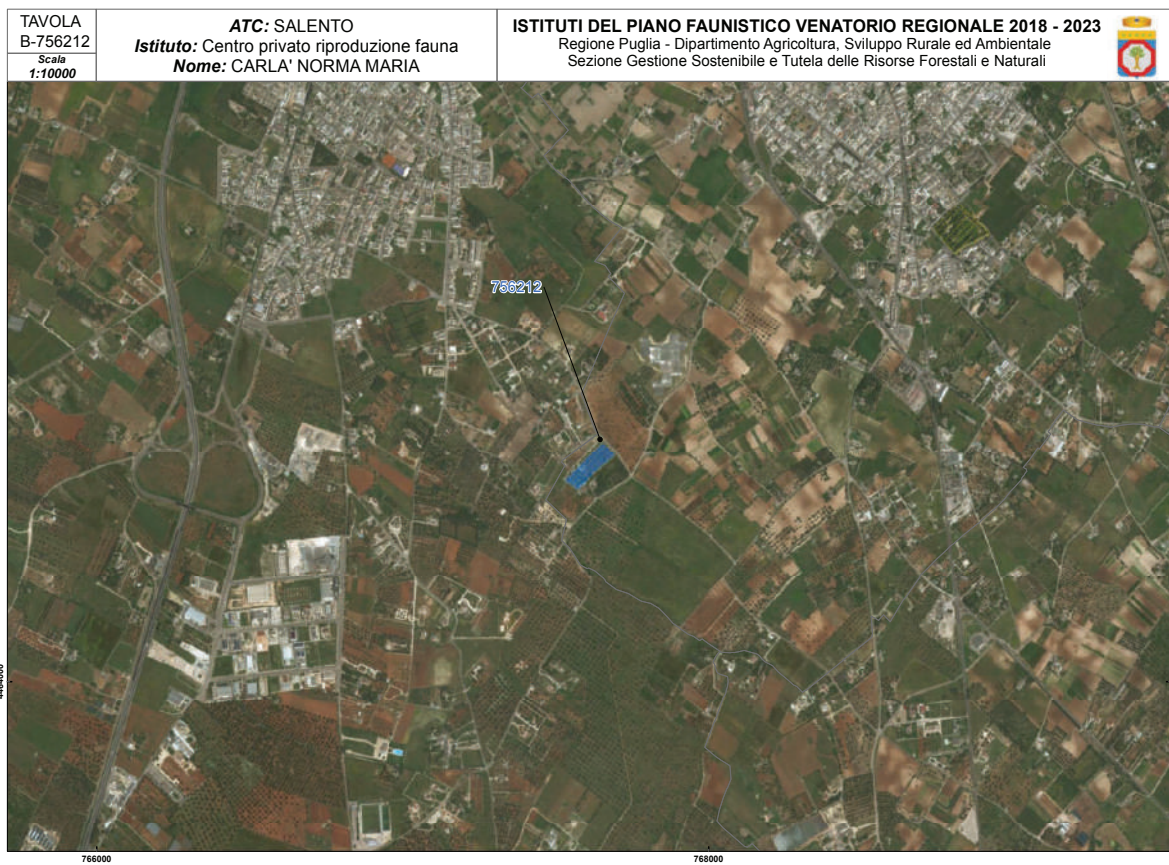 TAVOLA
B-756212
Scala
1:10000
ATC: SALENTO
Istituto: Centro privato riproduzione fauna
Nome: CARLA' NORMA MARIA
ISTITUTI DEL PIANO FAUNISTICO VENATORIO REGIONALE 2018 - 2023
Regione Puglia - Dipartimento Agricoltura, Sviluppo Rurale ed Ambientale
Sezione Gestione Sostenibile e Tutela delle Risorse Forestali e Naturali
756212
766000
768000